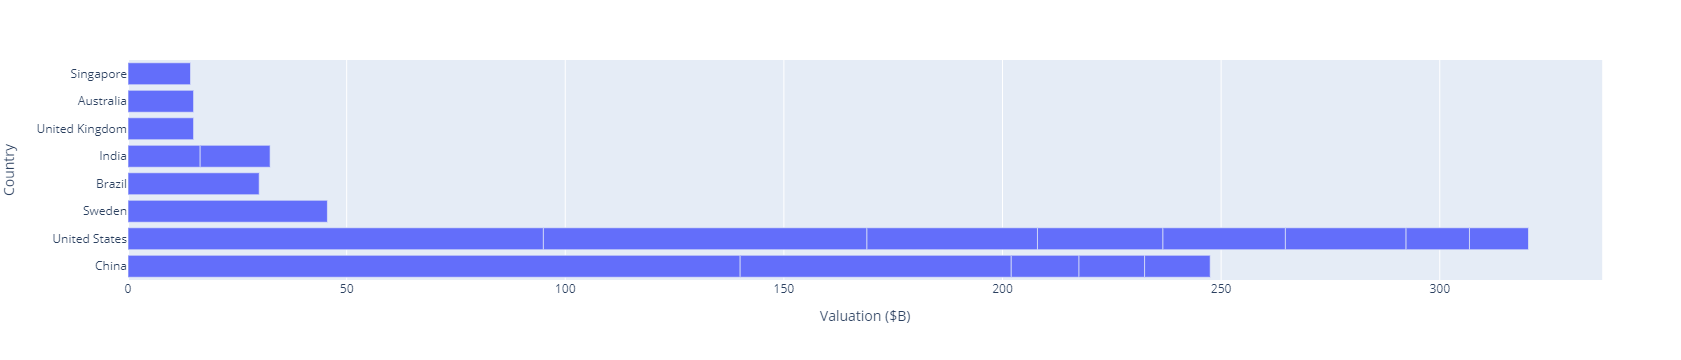 Country
Singapore
Australia
United Kingdom
India
Brazil
Sweden
United States
China
0 50 100 150 200 250 300
Valuation ($B)